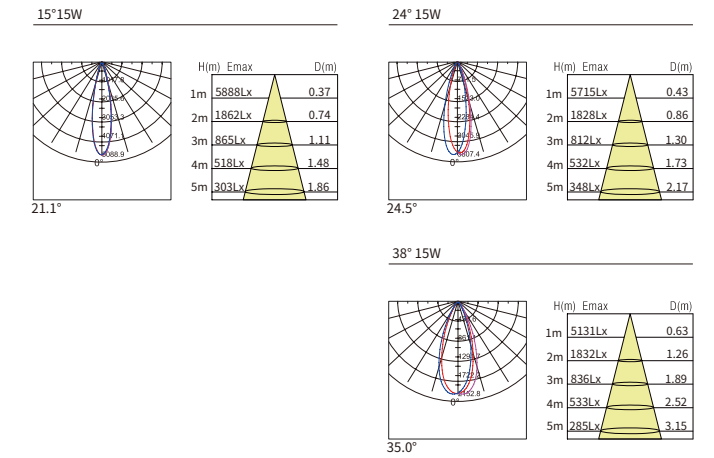 15°15W
H(m) Emax D(m)
1m 5888Lx 0.37
2m 1862Lx 0.74
3m 865Lx 1.11
4m 518Lx 1.48
5m 303Lx 1.86
0°
21.1°
24° 15W
H(m) Emax D(m)
1m 5715Lx 0.43
2m 1828Lx 0.86
3m 812Lx 1.30
4m 532Lx 1.73
5m 348Lx 2.17
0°
24.5°
38° 15W
H(m) Emax D(m)
1m 5131Lx 0.63
2m 1832Lx 1.26
3m 836Lx 1.89
4m 533Lx 2.52
5m 285Lx 3.15
0°
35.0°